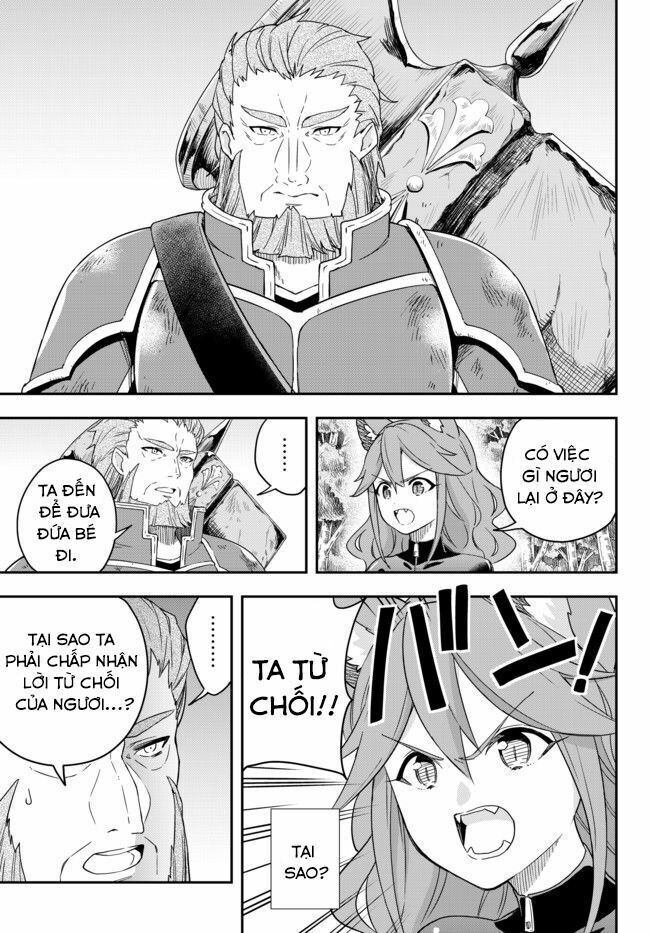 CÓ VIỆC
GÌ NGƯƠI
LẠI Ở ĐÂY?
………
TA ĐẾN
ĐỂ ĐƯA
ĐỨA BÉ
ĐI.
バーン!
TA TỪ
CHỐI!!
TẠI
SAO?
…………
TẠI SAO TA
PHẢI CHẤP NHẬN
LỜI TỪ CHỐI
CỦA NGƯƠI...?